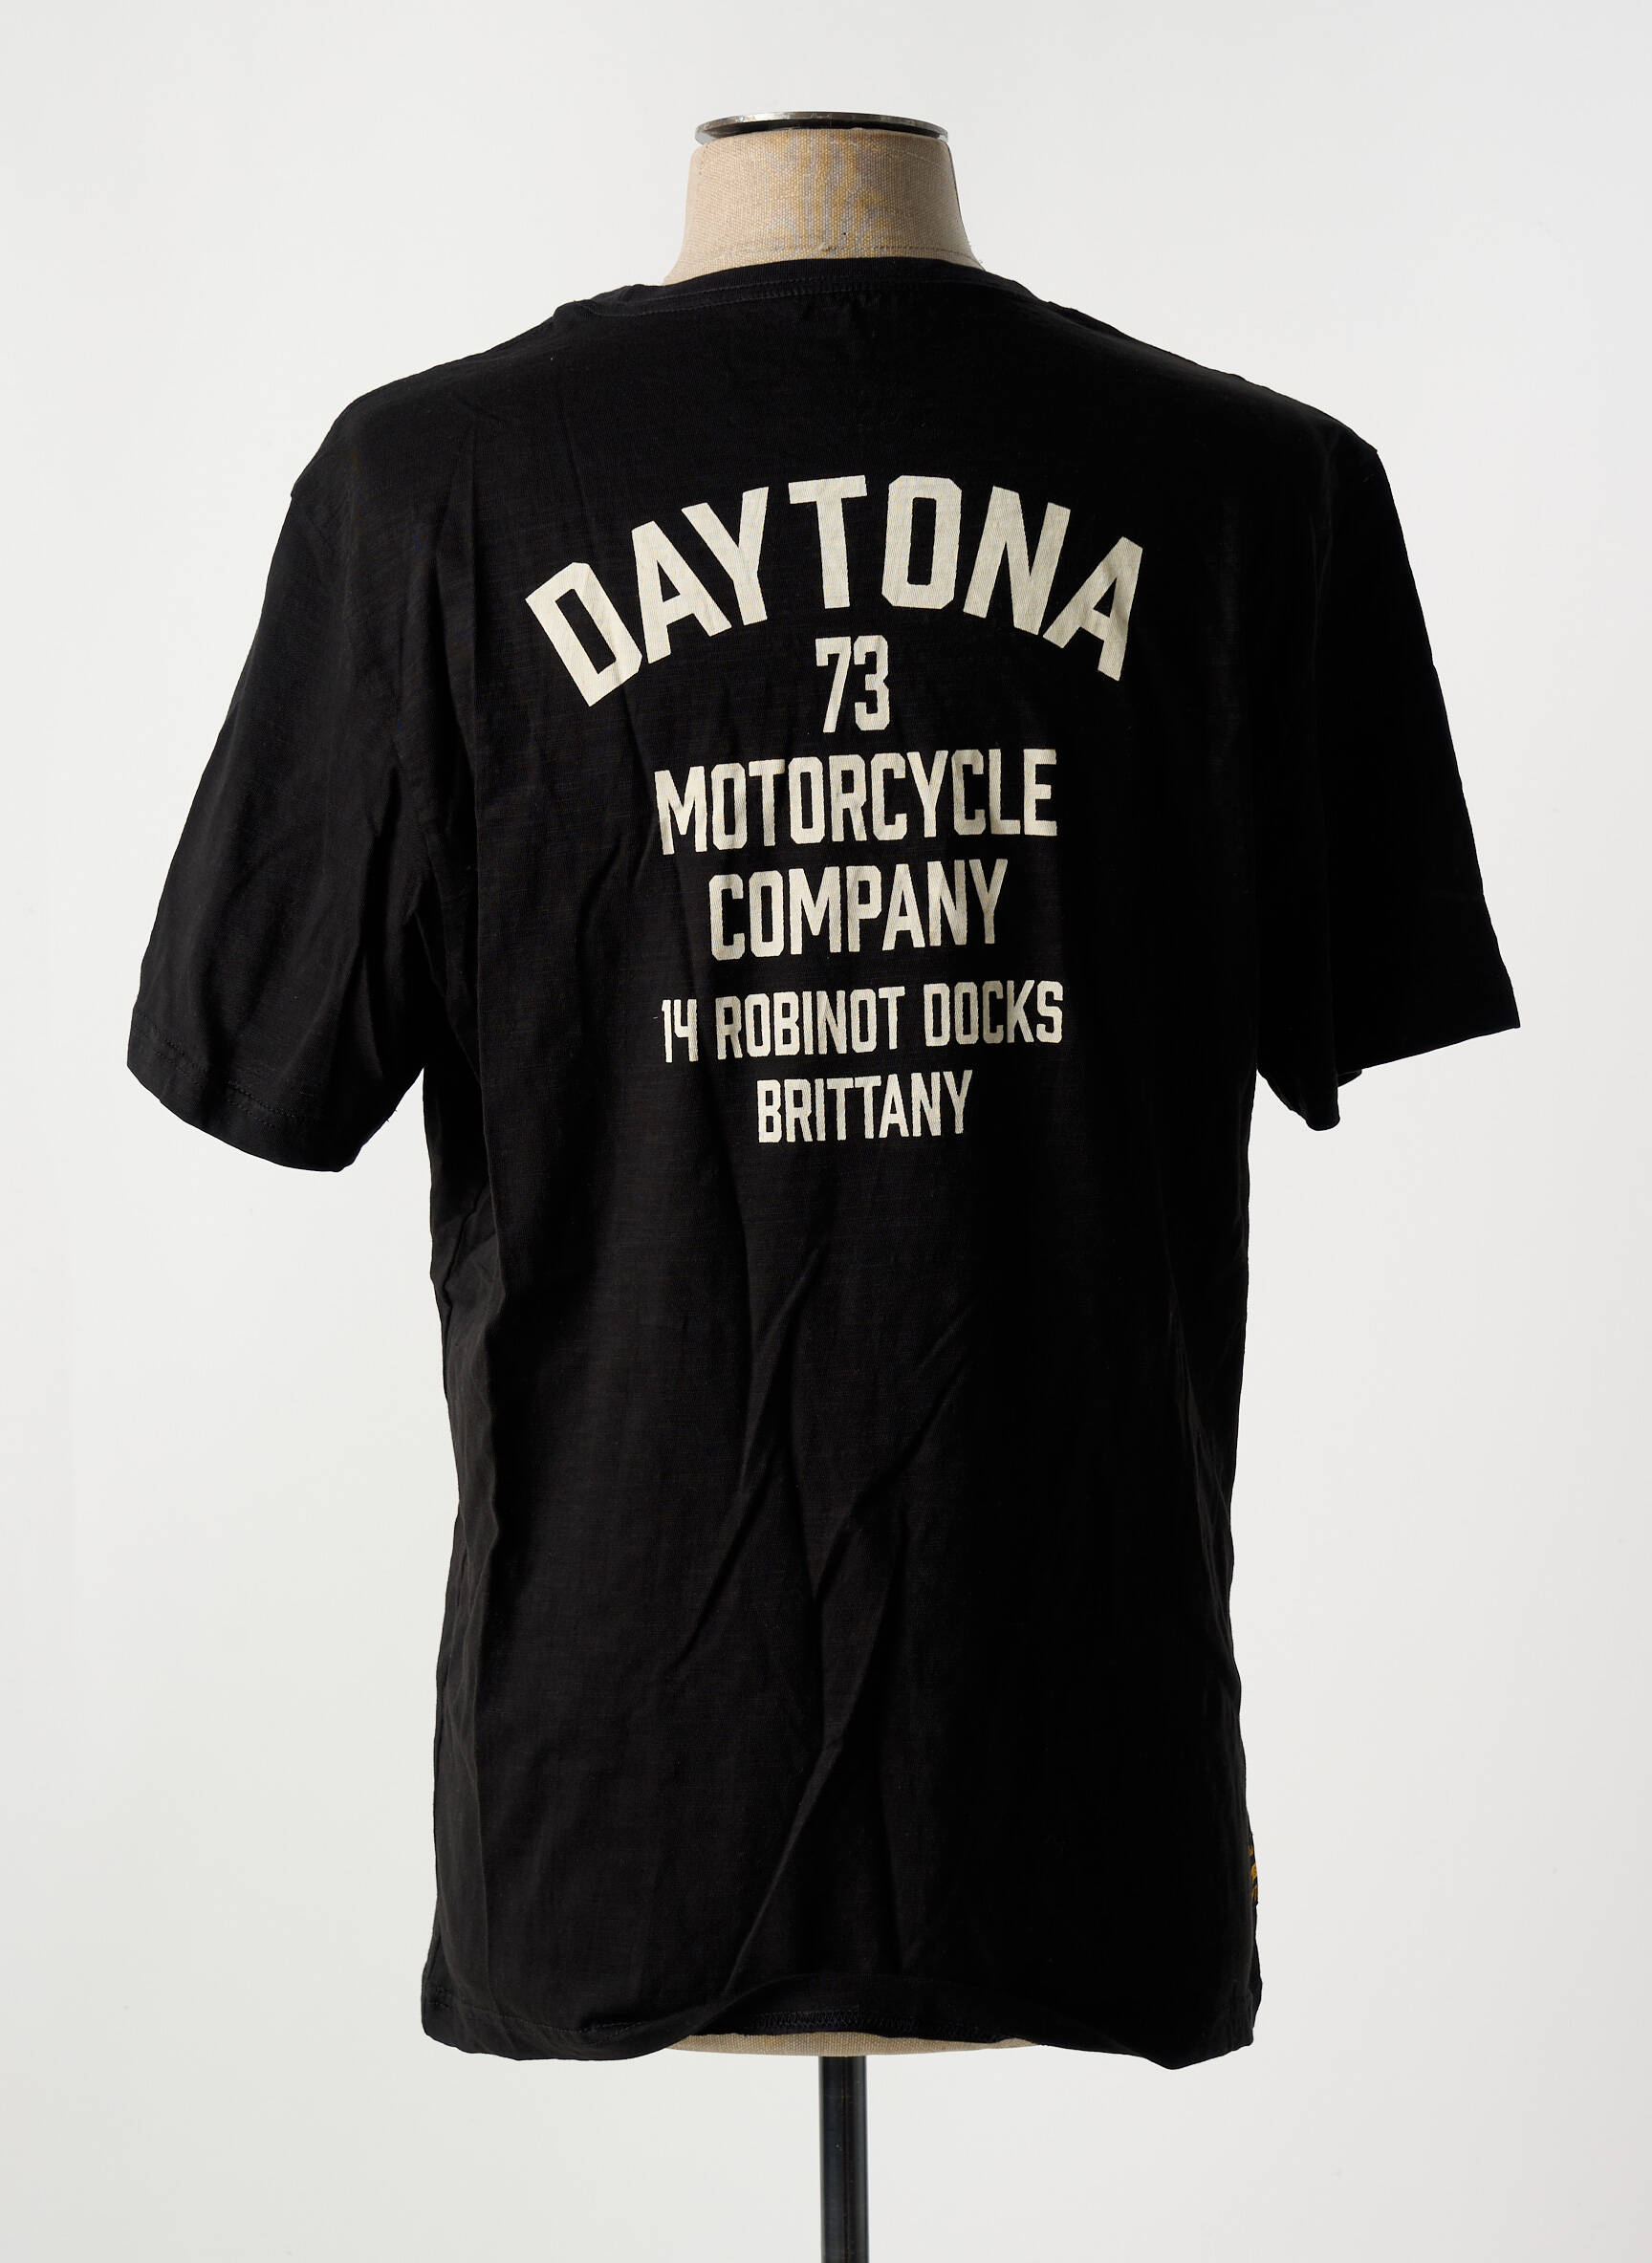 DAYTONA
73
MOTORCYCLE
COMPANY
14 ROBINOT DOCKS
BRITTANY